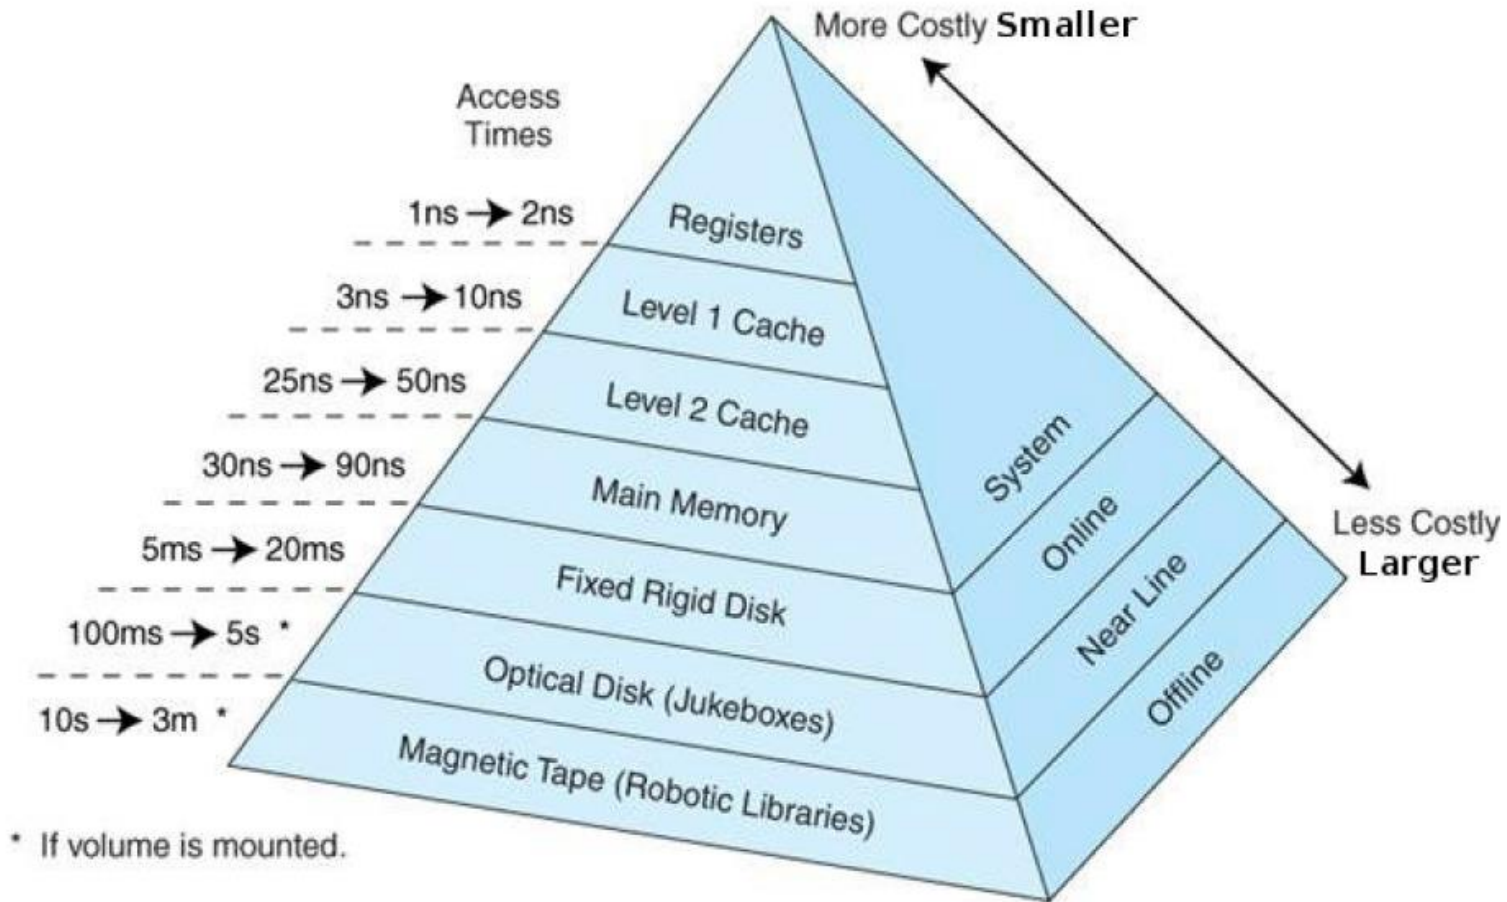 More Costly Smaller
Access
Times
1ns → 2ns
Registers
3ns → 10ns
Level 1 Cache
25ns → 50ns
Level 2 Cache
30ns → 90ns
Main Memory
System
5ms → 20ms
Fixed Rigid Disk
Online
100ms → 5s *
Optical Disk (Jukeboxes)
Near Line
10s → 3m *
Magnetic Tape (Robotic Libraries)
Offline
Less Costly
Larger
* If volume is mounted.